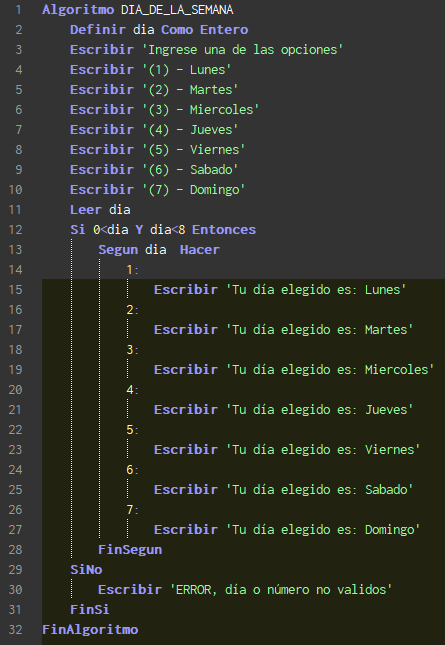 1 Algoritmo DIA_DE_LA_SEMANA
2 Definir dia Como Entero
3 Escribir 'Ingrese una de las opciones'
4 Escribir '(1) - Lunes'
5 Escribir '(2) - Martes'
6 Escribir '(3) - Miercoles'
7 Escribir '(4) - Jueves'
8 Escribir '(5) - Viernes'
9 Escribir '(6) - Sabado'
10 Escribir '(7) - Domingo'
11 Leer dia
12 Si 0<dia Y dia<8 Entonces
13 Segun dia Hacer
14 1:
15 Escribir 'Tu día elegido es: Lunes'
16 2:
17 Escribir 'Tu día elegido es: Martes'
18 3:
19 Escribir 'Tu día elegido es: Miercoles'
20 4:
21 Escribir 'Tu día elegido es: Jueves'
22 5:
23 Escribir 'Tu día elegido es: Viernes'
24 6:
25 Escribir 'Tu día elegido es: Sabado'
26 7:
27 Escribir 'Tu día elegido es: Domingo'
28 FinSegun
29 SiNo
30 Escribir 'ERROR, día o número no validos'
31 FinSi
32 FinAlgoritmo